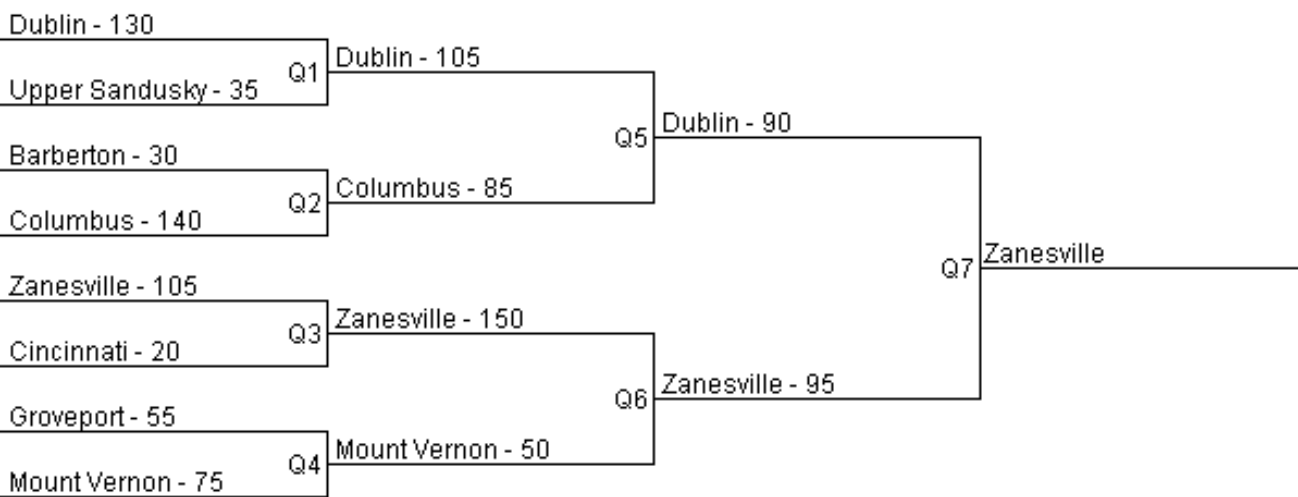 Dublin - 130
Q1
Upper Sandusky - 35
Dublin - 105
Barberton - 30
Q2
Columbus - 140
Columbus - 85
Q5
Dublin - 90
Zanesville - 105
Q3
Cincinnati - 20
Zanesville - 150
Groveport - 55
Q4
Mount Vernon - 75
Mount Vernon - 50
Q6
Zanesville - 95
Q7
Zanesville